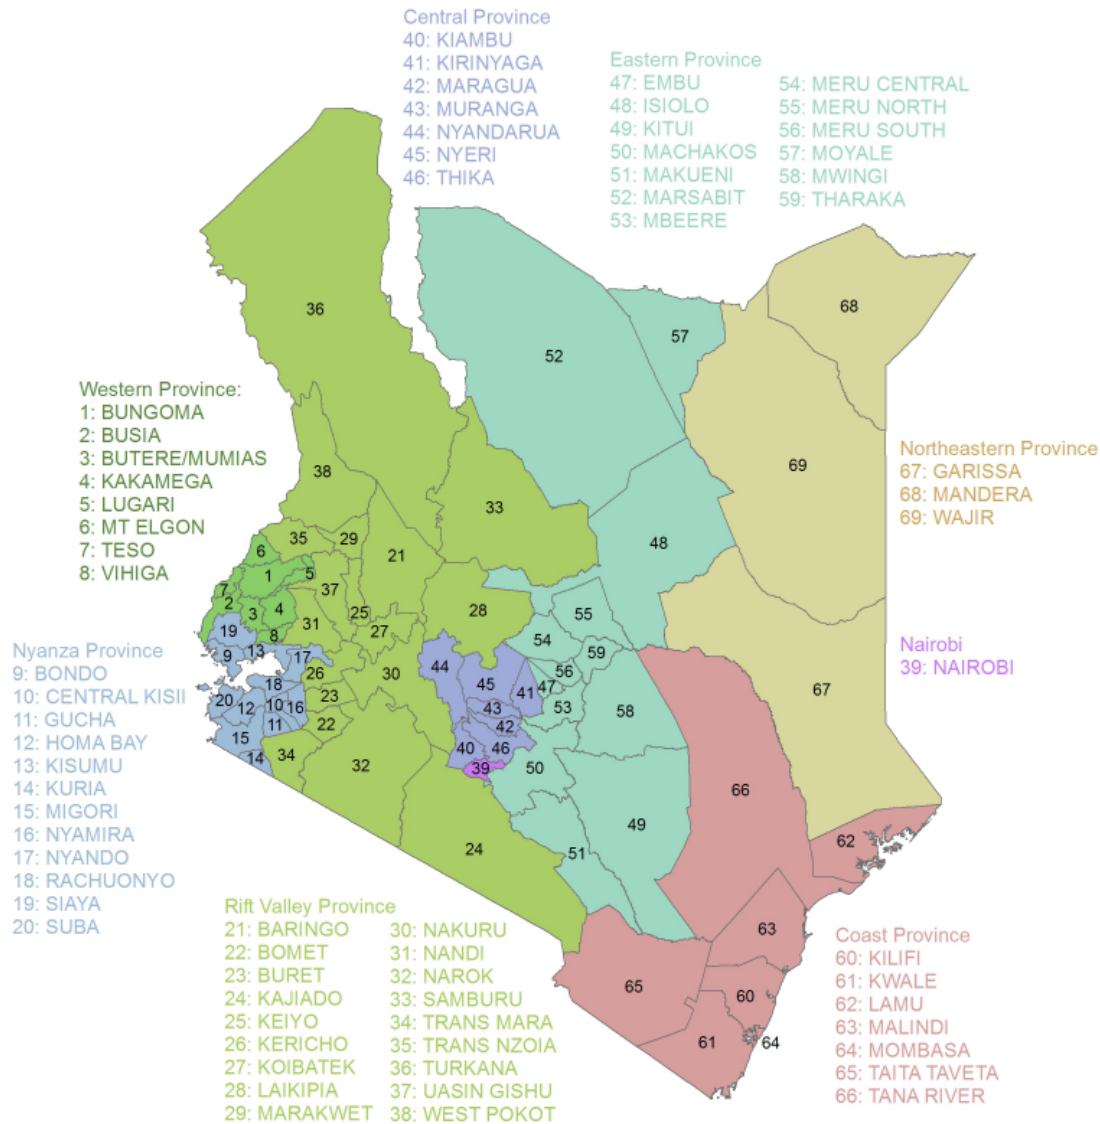 Central Province
40: KIAMBU
41: KIRINYAGA
42: MARAGUA
43: MURANGA
44: NYANDARUA
45: NYERI
46: THIKA
Eastern Province
47: EMBU
48: ISIOLO
49: KITUI
50: MACHAKOS
51: MAKUENI
52: MARSABIT
53: MBEERE
54: MERU CENTRAL
55: MERU NORTH
56: MERU SOUTH
57: MOYALE
58: MWINGI
59: THARAKA
Western Province:
1: BUNGOMA
2: BUSIA
3: BUTERE/MUMIAS
4: KAKAMEGA
5: LUGARI
6: MT ELGON
7: TESO
8: VIHIGA
Northeastern Province
67: GARISSA
68: MANDERA
69: WAJIR
Nyanza Province
9: BONDO
10: CENTRAL KISII
11: GUCHA
12: HOMA BAY
13: KISUMU
14: KURIA
15: MIGORI
16: NYAMIRA
17: NYANDO
18: RACHUONYO
19: SIAYA
20: SUBA
Nairobi
39: NAIROBI
Rift Valley Province
21: BARINGO
22: BOMET
23: BURET
24: KAJIADO
25: KEIYO
26: KERICHO
27: KOIBATEK
28: LAIKIPIA
29: MARAKWET
30: NAKURU
31: NANDI
32: NAROK
33: SAMBURU
34: TRANS MARA
35: TRANS NZOIA
36: TURKANA
37: UASIN GISHU
38: WEST POKOT
Coast Province
60: KILIFI
61: KWALE
62: LAMU
63: MALINDI
64: MOMBASA
65: TAITA TAVETA
66: TANA RIVER
36
68
57
52
69
38
33
35
29
48
6
21
5
1
37
7
2
3
4
28
55
25
31
19
27
8
54
59
13
9
17
44
56
26
30
18
45
47
41
67
20
23
12
10
16
43
53
58
11
22
42
15
40
46
34
14
32
39
50
66
49
62
24
51
63
65
60
61
64